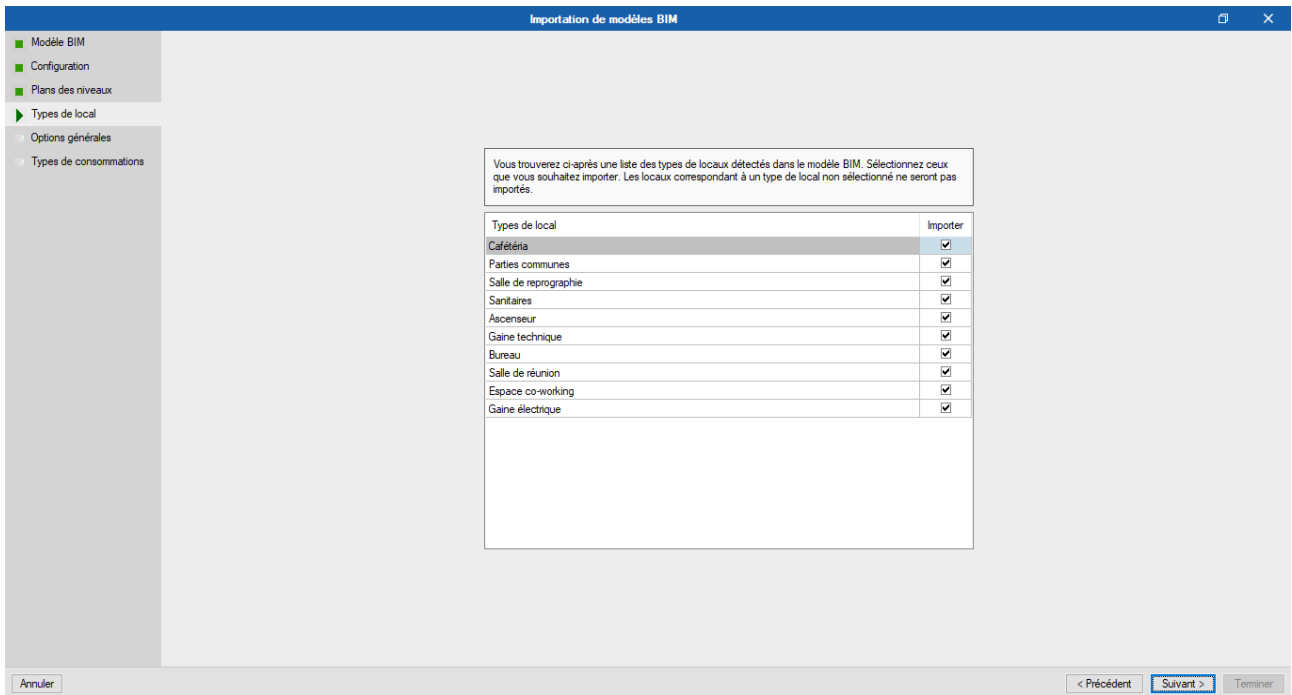 Importation de modèles BIM
Modèle BIM
Configuration
Plans des niveaux
Types de local
Options générales
Types de consommations
Vous trouverez ci-après une liste des types de locaux détectés dans le modèle BIM. Sélectionnez ceux
que vous souhaitez importer. Les locaux correspondant à un type de local non sélectionné ne seront pas
importés.
Types de local Importer
Cafétéria
Parties communes
Salle de reprographie
Sanitaires
Ascenseur
Gaine technique
Bureau
Salle de réunion
Espace co-working
Gaine électrique
Annuler < Précédent Suivant > Terminer